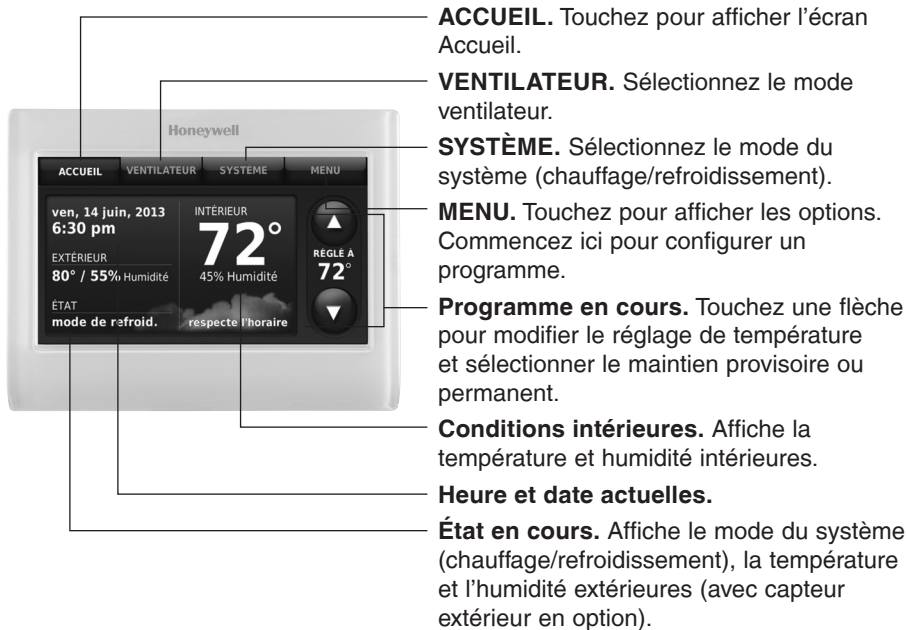 ACCUEIL. Touchez pour afficher l'écran
Accueil.
VENTILATEUR. Sélectionnez le mode
ventilateur.
SYSTÈME. Sélectionnez le mode du
système (chauffage/refroidissement).
MENU. Touchez pour afficher les options.
Commencez ici pour configurer un
programme.
Programme en cours. Touchez une flèche
pour modifier le réglage de température
et sélectionner le maintien provisoire ou
permanent.
Conditions intérieures. Affiche la
température et humidité intérieures.
Heure et date actuelles.
État en cours. Affiche le mode du système
(chauffage/refroidissement), la température
et l'humidité extérieures (avec capteur
extérieur en option).
Honeywell
ACCUEIL VENTILATEUR SYSTÈME MENU
ven, 14 juin, 2013
6:30 pm
EXTÉRIEUR
80° / 55% Humidité
ÉTAT
mode de refroid.
INTÉRIEUR
72°
45% Humidité
respecte l'horaire
RÉGLÉ À
72°